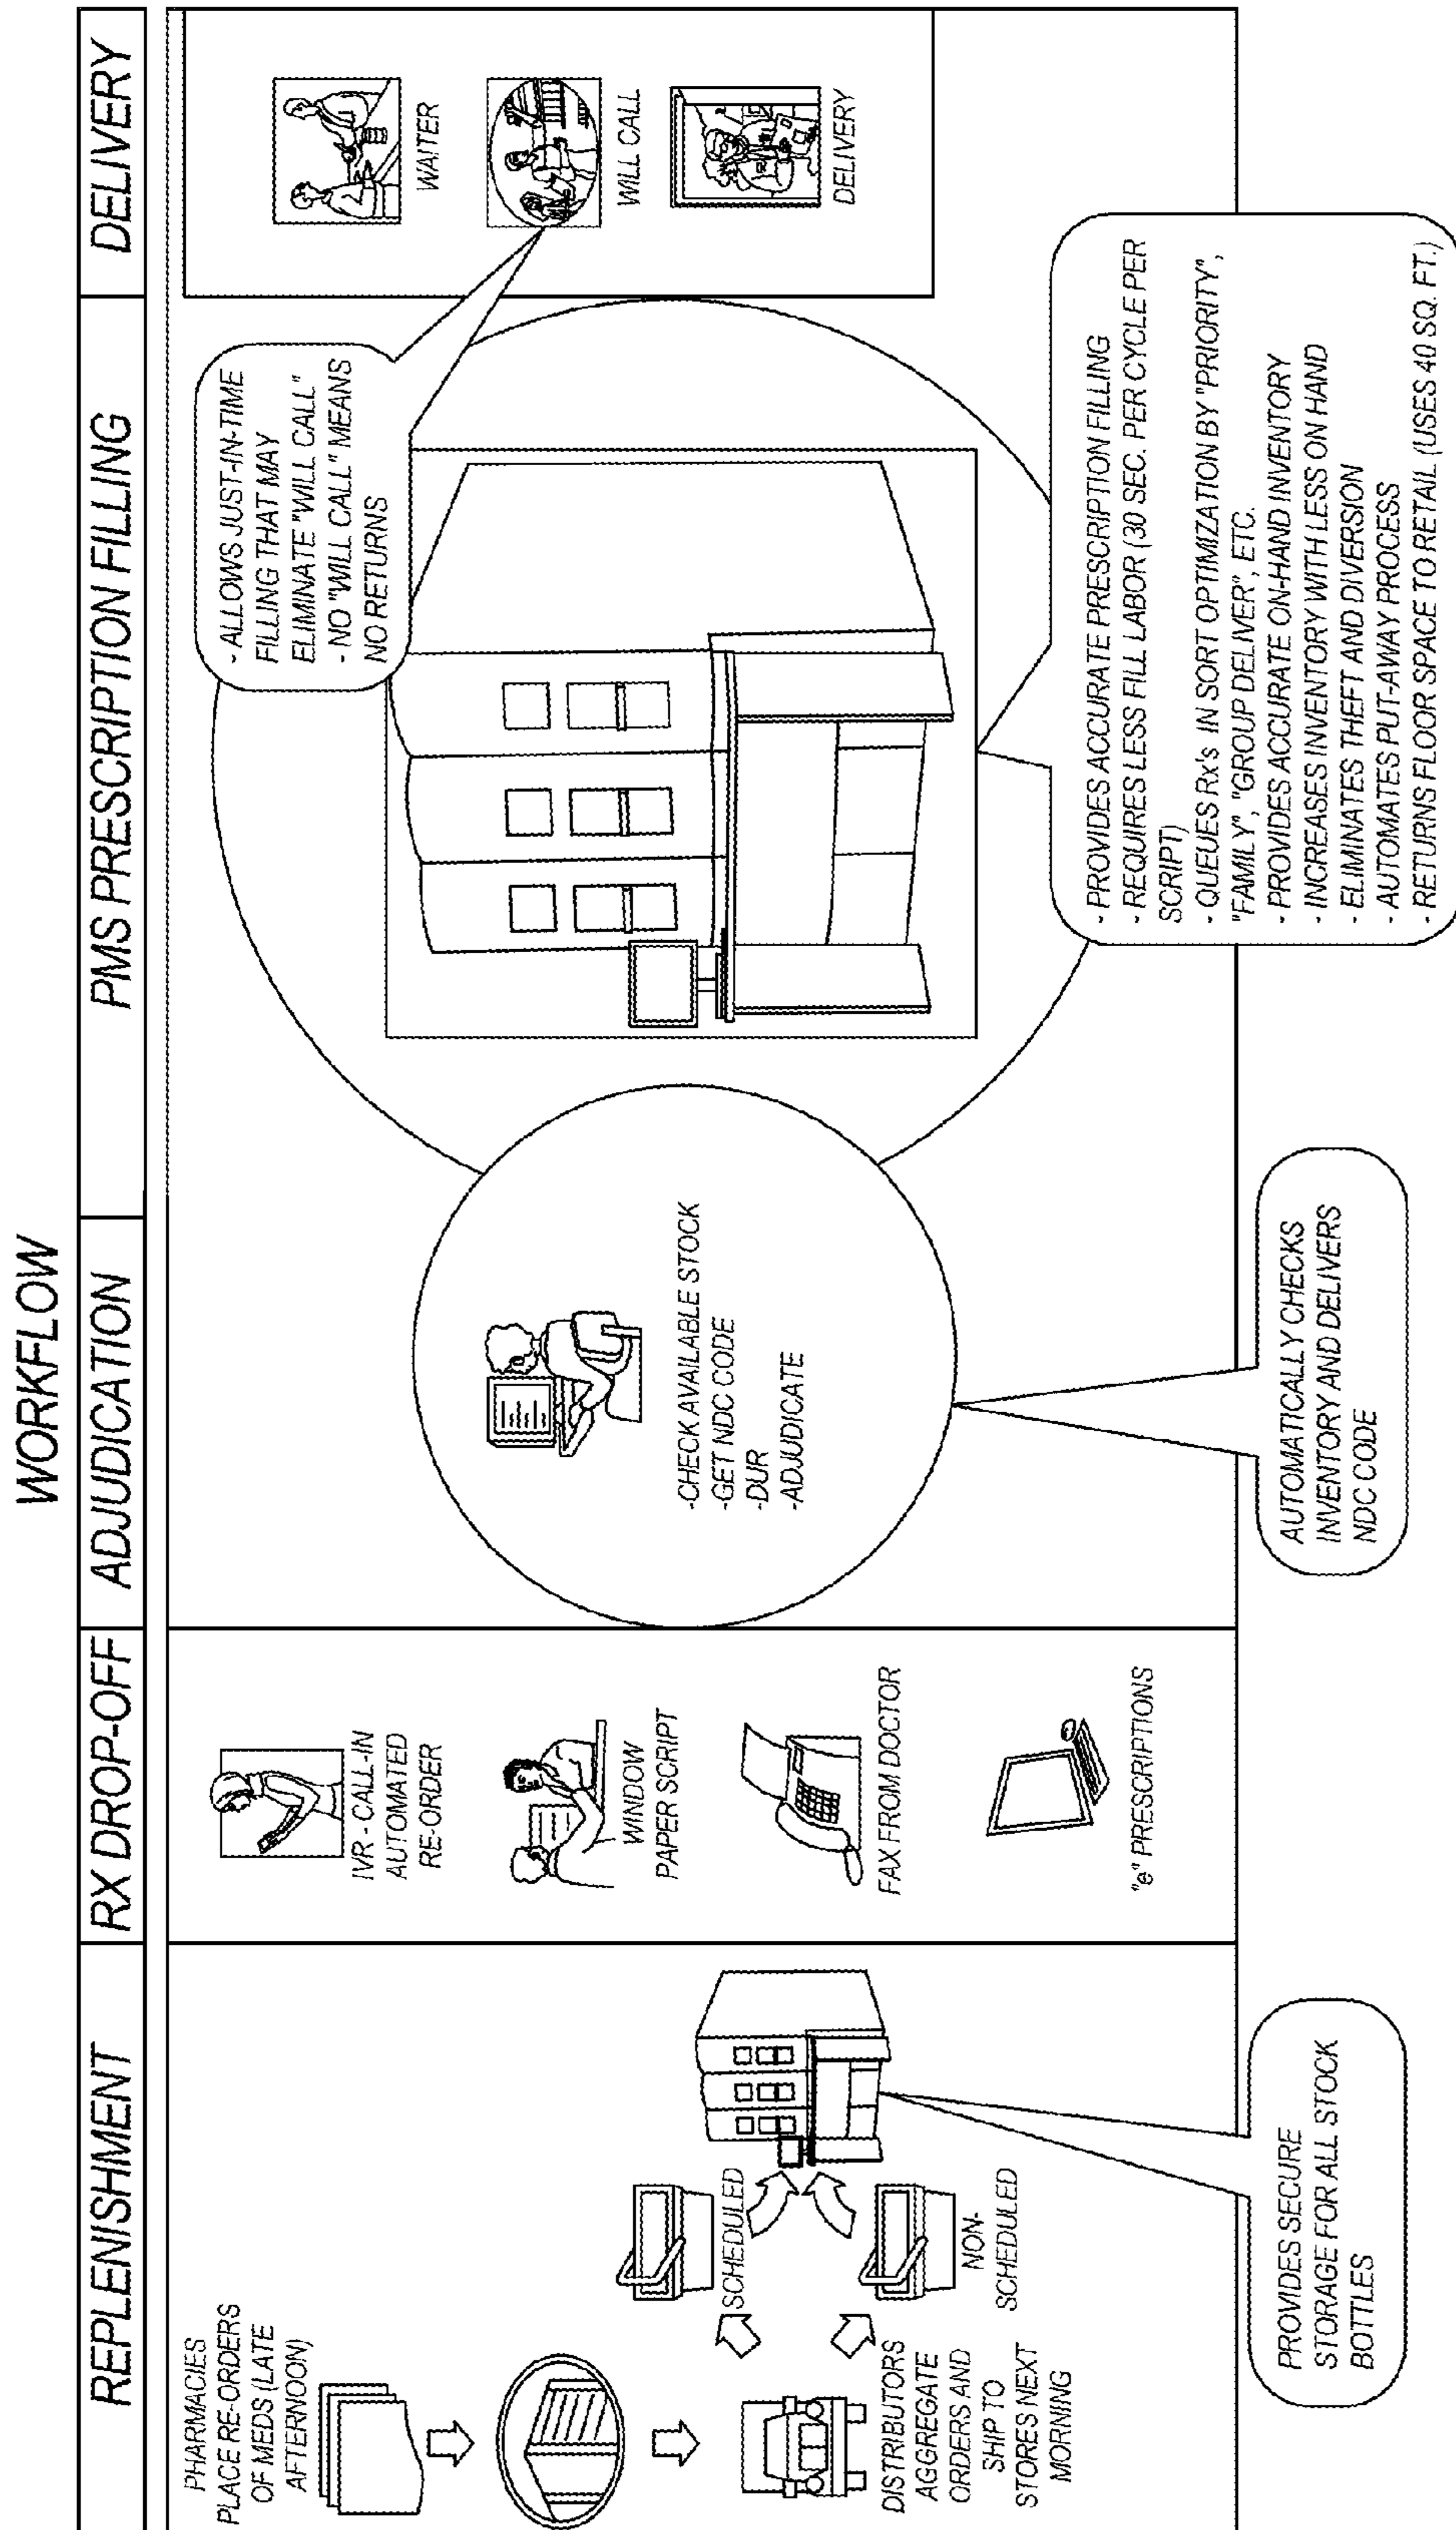 WORKFLOW
REPLENISHMENT
RX DROP-OFF
ADJUDICATION
PMS PRESCRIPTION FILLING
DELIVERY
PHARMACIES
PLACE RE-ORDERS
OF MEDS (LATE
AFTERNOON)
DISTRIBUTORS
AGGREGATE
ORDERS AND
SHIP TO
STORES NEXT
MORNING
SCHEDULED
NON-
SCHEDULED
PROVIDES SECURE
STORAGE FOR ALL STOCK
BOTTLES
IVR - CALL-IN
AUTOMATED
RE-ORDER
WINDOW
PAPER SCRIPT
FAX FROM DOCTOR
"e" PRESCRIPTIONS
-CHECK AVAILABLE STOCK
-GET NDC CODE
-DUR
-ADJUDICATE
AUTOMATICALLY CHECKS
INVENTORY AND DELIVERS
NDC CODE
- ALLOWS JUST-IN-TIME
FILLING THAT MAY
ELIMINATE "WILL CALL"
- NO "WILL CALL" MEANS
NO RETURNS
- PROVIDES ACCURATE PRESCRIPTION FILLING
- REQUIRES LESS FILL LABOR (30 SEC. PER CYCLE PER
SCRIPT)
- QUEUES Rx's IN SORT OPTIMIZATION BY "PRIORITY",
"FAMILY", "GROUP DELIVER", ETC.
- PROVIDES ACCURATE ON-HAND INVENTORY
- INCREASES INVENTORY WITH LESS ON HAND
- ELIMINATES THEFT AND DIVERSION
- AUTOMATES PUT-AWAY PROCESS
- RETURNS FLOOR SPACE TO RETAIL (USES 40 SQ. FT.)
WAITER
WILL CALL
DELIVERY